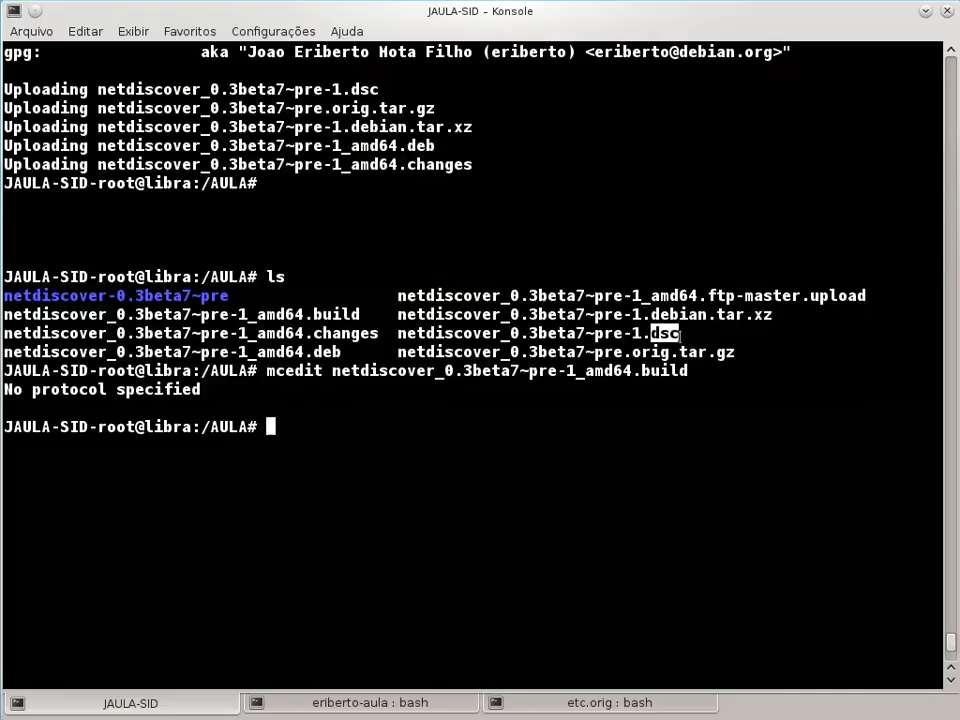 JAULA-SID – Konsole
Arquivo Editar Exibir Favoritos Configurações Ajuda
gpg: aka "Joao Eriberto Mota Filho (eriberto) <eriberto@debian.org>"
Uploading netdiscover_0.3beta7~pre-1.dsc
Uploading netdiscover_0.3beta7~pre.orig.tar.gz
Uploading netdiscover_0.3beta7~pre-1.debian.tar.xz
Uploading netdiscover_0.3beta7~pre-1_amd64.deb
Uploading netdiscover_0.3beta7~pre-1_amd64.changes
JAULA-SID-root@libra:/AULA#
JAULA-SID-root@libra:/AULA# ls
netdiscover-0.3beta7~pre netdiscover_0.3beta7~pre-1_amd64.ftp-master.upload
netdiscover_0.3beta7~pre-1_amd64.build netdiscover_0.3beta7~pre-1.debian.tar.xz
netdiscover_0.3beta7~pre-1_amd64.changes netdiscover_0.3beta7~pre-1.dsc
netdiscover_0.3beta7~pre-1_amd64.deb netdiscover_0.3beta7~pre.orig.tar.gz
JAULA-SID-root@libra:/AULA# mcedit netdiscover_0.3beta7~pre-1_amd64.build
No protocol specified
JAULA-SID-root@libra:/AULA#
JAULA-SID eriberto-aula : bash etc.orig : bash